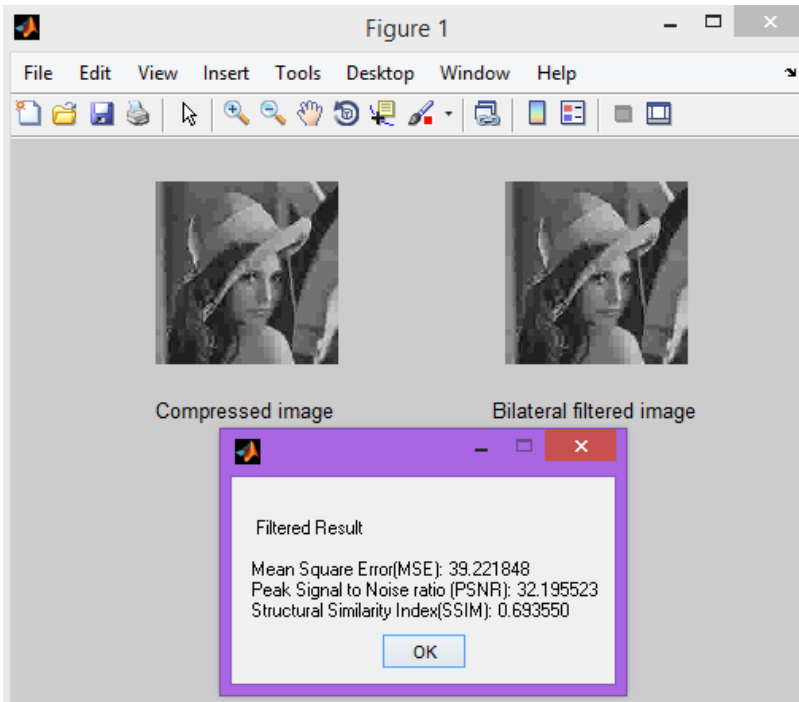 Figure 1
File Edit View Insert Tools Desktop Window Help
Compressed image
Bilateral filtered image
Filtered Result
Mean Square Error(MSE): 39.221848
Peak Signal to Noise ratio (PSNR): 32.195523
Structural Similarity Index(SSIM): 0.693550
OK